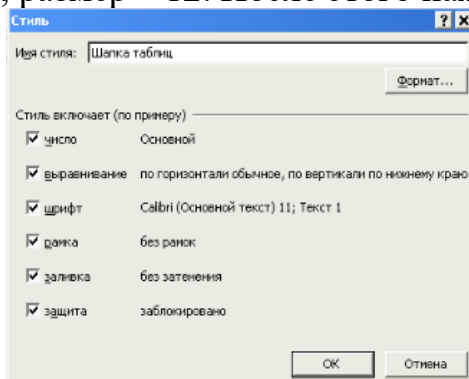 , размер – 12. После этого наж
Стиль
Имя стиля: Шапка таблиц
Формат...
Стиль включает (по примеру)
число Основной
выравнивание по горизонтали обычное, по вертикали по нижнему краю
шрифт Calibri (Основной текст) 11; Текст 1
рамка без рамок
заливка без затенения
защита заблокировано
ОК Отмена